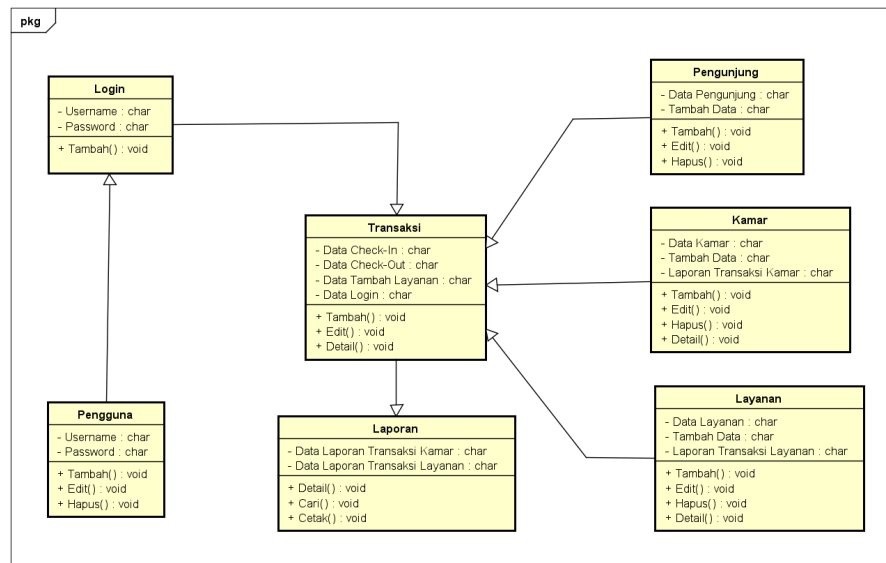 pkg
Login
- Username : char
- Password : char
+ Tambah() : void
Pengunjung
- Data Pengunjung : char
- Tambah Data : char
+ Tambah() : void
+ Edit() : void
+ Hapus() : void
Transaksi
- Data Check-In : char
- Data Check-Out : char
- Data Tambah Layanan : char
- Data Login : char
+ Tambah() : void
+ Edit() : void
+ Detail() : void
Kamar
- Data Kamar : char
- Tambah Data : char
- Laporan Transaksi Kamar : char
+ Tambah() : void
+ Edit() : void
+ Hapus() : void
+ Detail() : void
Pengguna
- Username : char
- Password : char
+ Tambah() : void
+ Edit() : void
+ Hapus() : void
Laporan
- Data Laporan Transaksi Kamar : char
- Data Laporan Transaksi Layanan : char
+ Detail() : void
+ Cari() : void
+ Cetak() : void
Layanan
- Data Layanan : char
- Tambah Data : char
- Laporan Transaksi Layanan : char
+ Tambah() : void
+ Edit() : void
+ Hapus() : void
+ Detail() : void